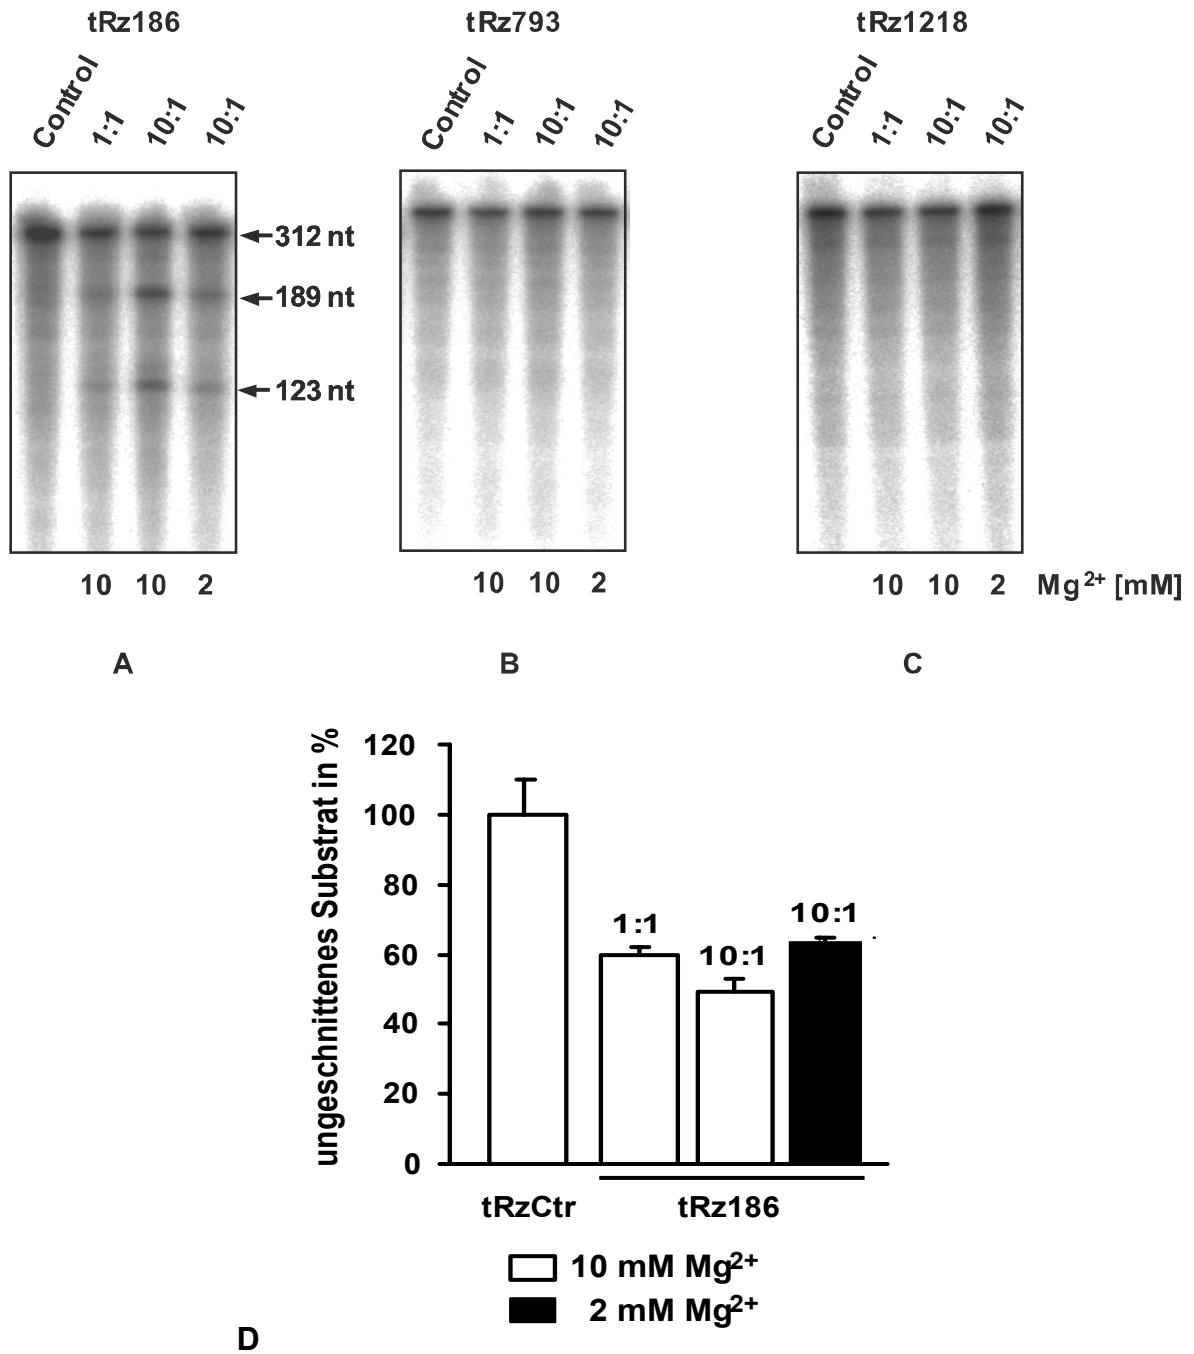 tRz186 tRz793 tRz1218
Control 1:1 10:1 10:1 Control 1:1 10:1 10:1 Control 1:1 10:1 10:1
312 nt
189 nt
123 nt
10 10 2 10 10 2 10 10 2 Mg²⁺ [mM]
A B C
ungeschnittenes Substrat in %
120
100
80
60
40
20
0
1:1 10:1 10:1
tRzCtr tRz186
10 mM Mg²⁺
2 mM Mg²⁺
D